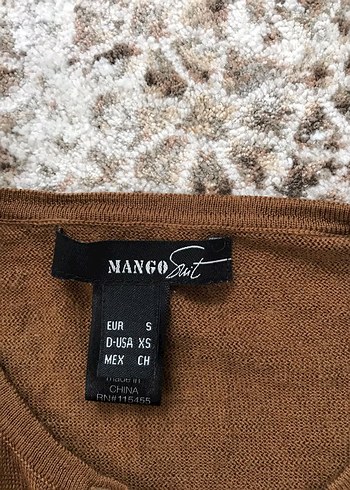 MANGO Suit
EUR S
D-USA XS
MEX CH
made in
CHINA
RN#115455